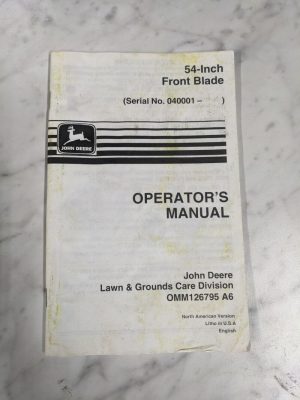 54-Inch
Front Blade
(Serial No. 040001 – )
JOHN DEERE
OPERATOR'S
MANUAL
John Deere
Lawn & Grounds Care Division
OMM126795 A6
North American Version
Litho in U.S.A
English